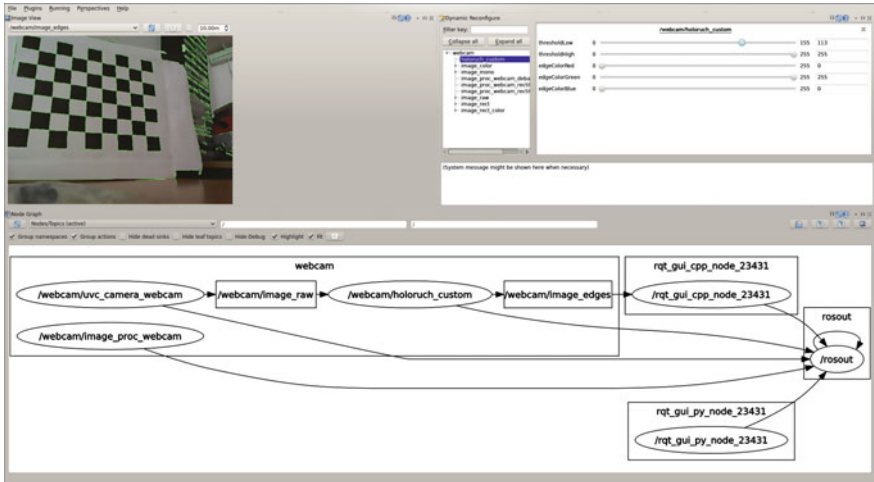 File Plugins Running Perspectives Help
Image View
/webcam/image_edges
10.00m
Dynamic Reconfigure
Filter key:
Collapse all Expand all
webcam
holoruch_custom
image_color
image_mono
image_proc_webcam_deba
image_proc_webcam_recti
image_proc_webcam_recti
image_raw
image_rect
image_rect_color
/webcam/holoruch_custom
thresholdLow 0 255 113
thresholdHigh 0 255 255
edgeColorRed 0 255 0
edgeColorGreen 0 255 255
edgeColorBlue 0 255 0
(System message might be shown here when necessary)
Node Graph
Nodes/Topics (active) / /
Group namespaces Group actions Hide dead sinks Hide leaf topics Hide Debug Highlight Fit
webcam
rqt_gui_cpp_node_23431
/webcam/uvc_camera_webcam
/webcam/image_raw
/webcam/holoruch_custom
/webcam/image_edges
/rqt_gui_cpp_node_23431
rosout
/webcam/image_proc_webcam
/rosout
rqt_gui_py_node_23431
/rqt_gui_py_node_23431